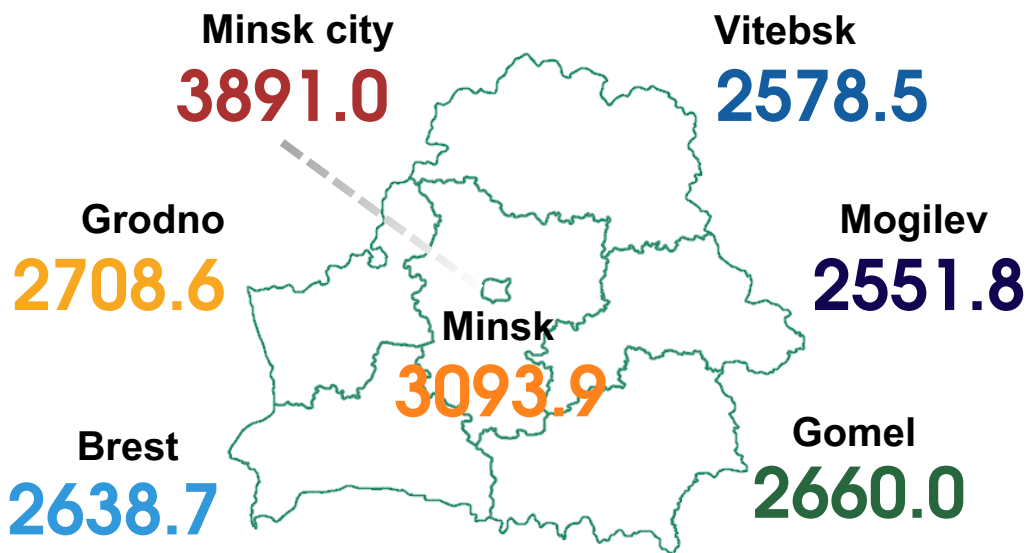 Minsk city
3891.0
Vitebsk
2578.5
Grodno
2708.6
Mogilev
2551.8
Minsk
3093.9
Brest
2638.7
Gomel
2660.0